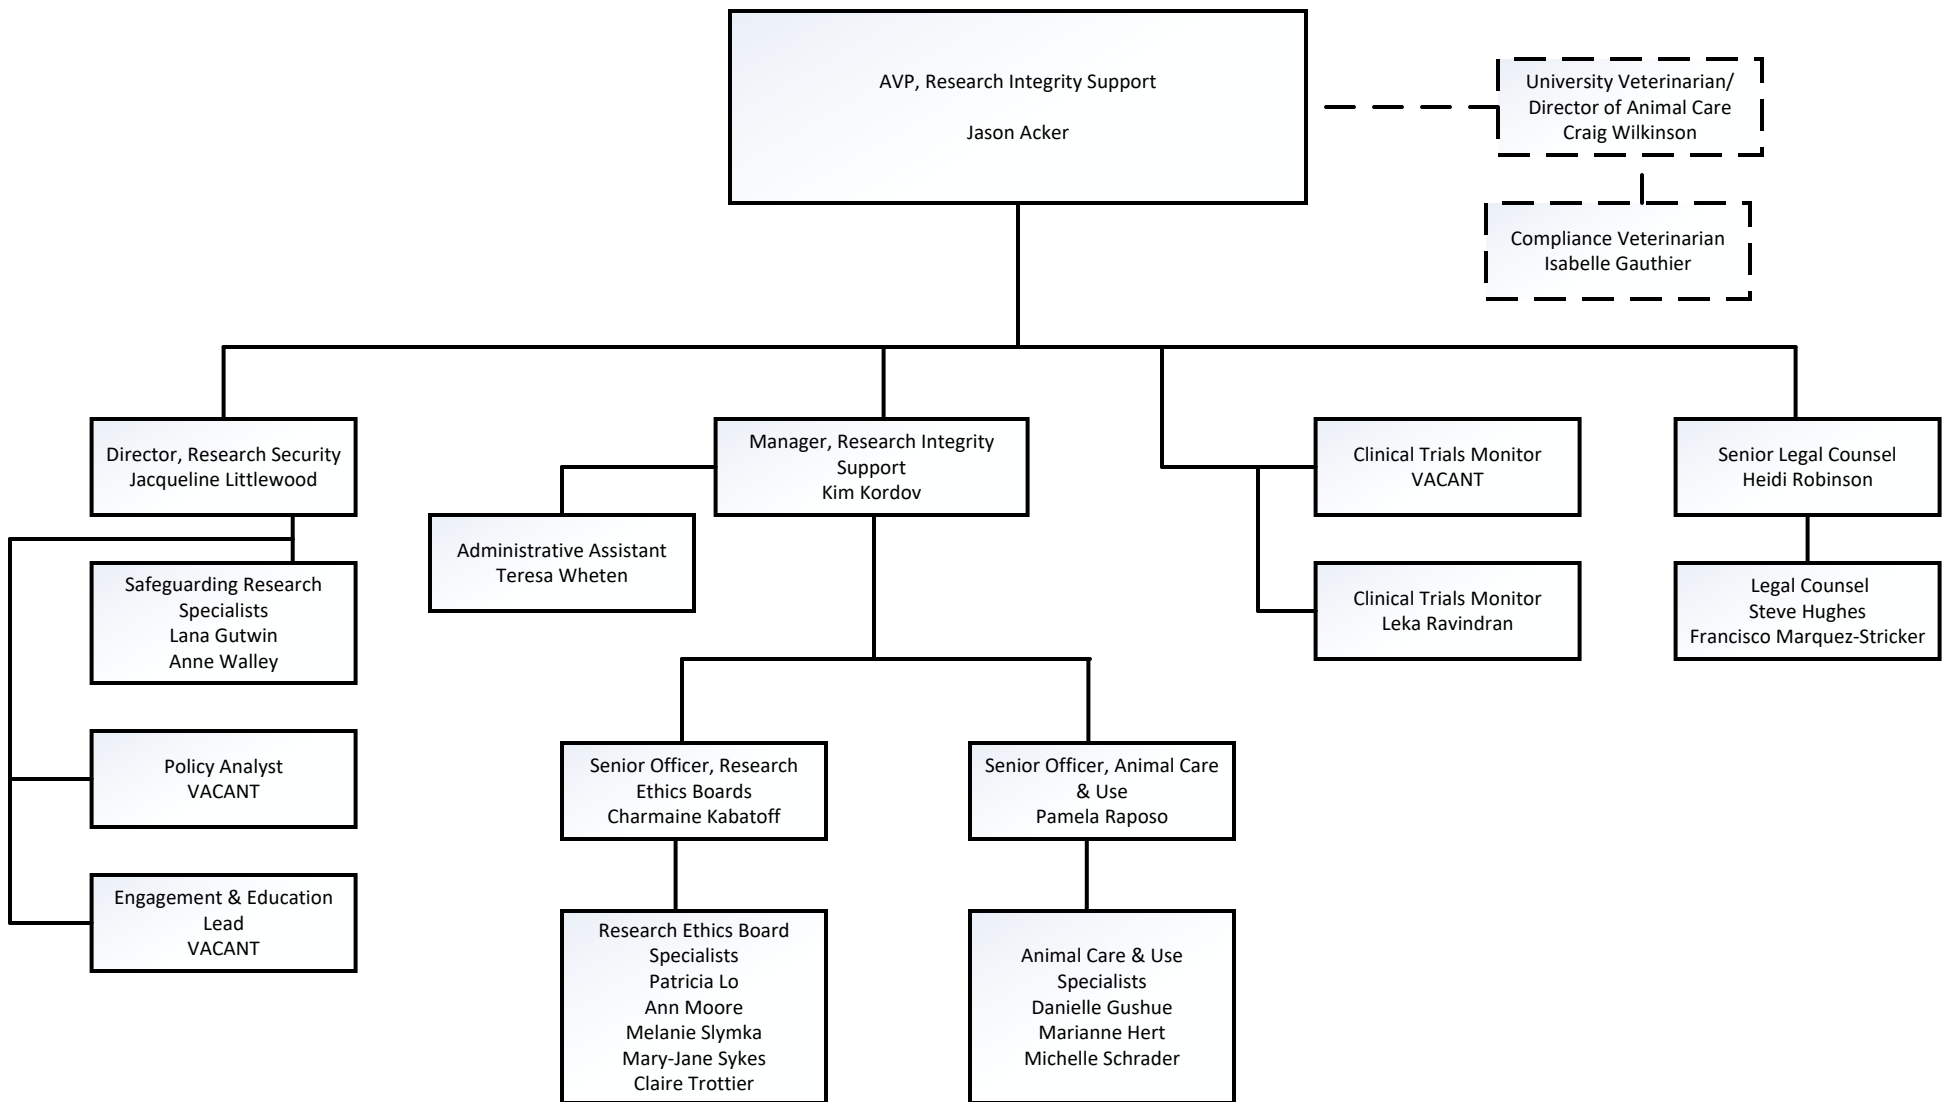 AVP, Research Integrity Support
Jason Acker
University Veterinarian/
Director of Animal Care
Craig Wilkinson
Compliance Veterinarian
Isabelle Gauthier
Director, Research Security
Jacqueline Littlewood
Manager, Research Integrity
Support
Kim Kordov
Clinical Trials Monitor
VACANT
Senior Legal Counsel
Heidi Robinson
Administrative Assistant
Teresa Wheten
Safeguarding Research
Specialists
Lana Gutwin
Anne Walley
Clinical Trials Monitor
Leka Ravindran
Legal Counsel
Steve Hughes
Francisco Marquez-Stricker
Policy Analyst
VACANT
Senior Officer, Research
Ethics Boards
Charmaine Kabatoff
Senior Officer, Animal Care
& Use
Pamela Raposo
Engagement & Education
Lead
VACANT
Research Ethics Board
Specialists
Patricia Lo
Ann Moore
Melanie Slymka
Mary-Jane Sykes
Claire Trottier
Animal Care & Use
Specialists
Danielle Gushue
Marianne Hert
Michelle Schrader